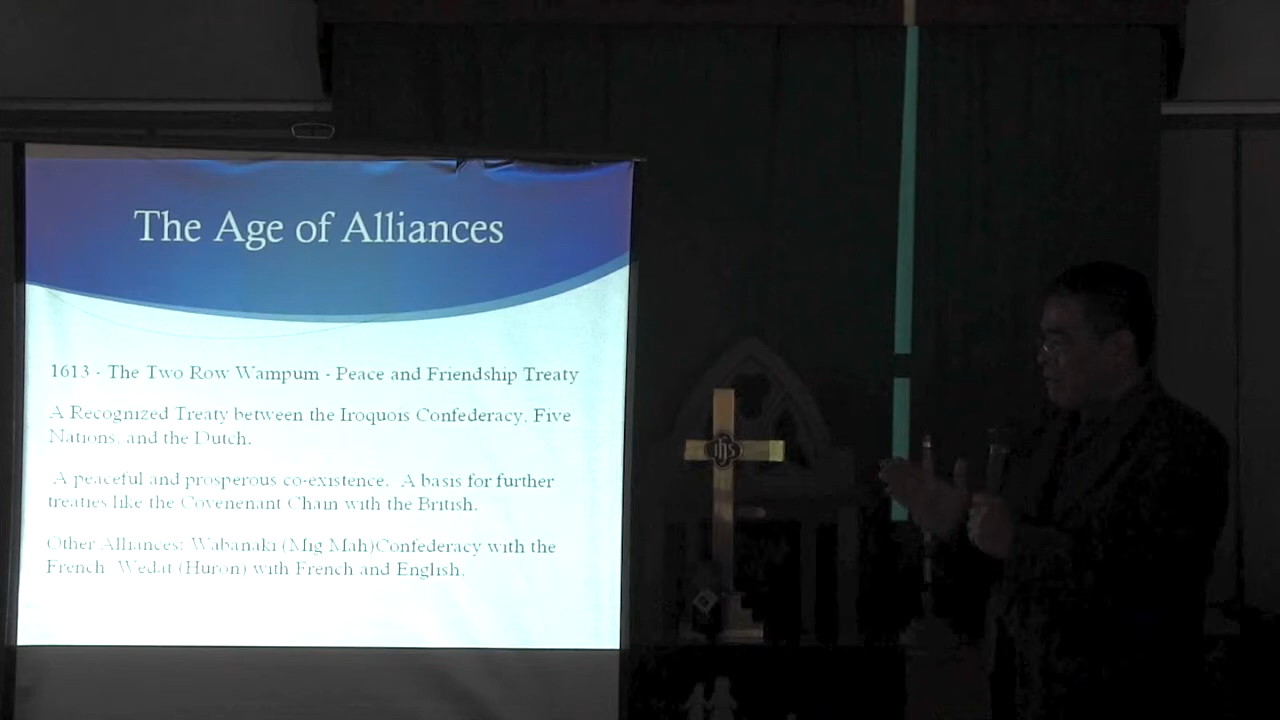 The Age of Alliances
1613 - The Two Row Wampum - Peace and Friendship Treaty
A Recognized Treaty between the Iroquois Confederacy, Five
Nations, and the Dutch.
A peaceful and prosperous co-existence. A basis for further
treaties like the Covenenant Chain with the British.
Other Alliances: Wabanaki (Mig Mah)Confederacy with the
French Wedat (Huron) with French and English.
IHS